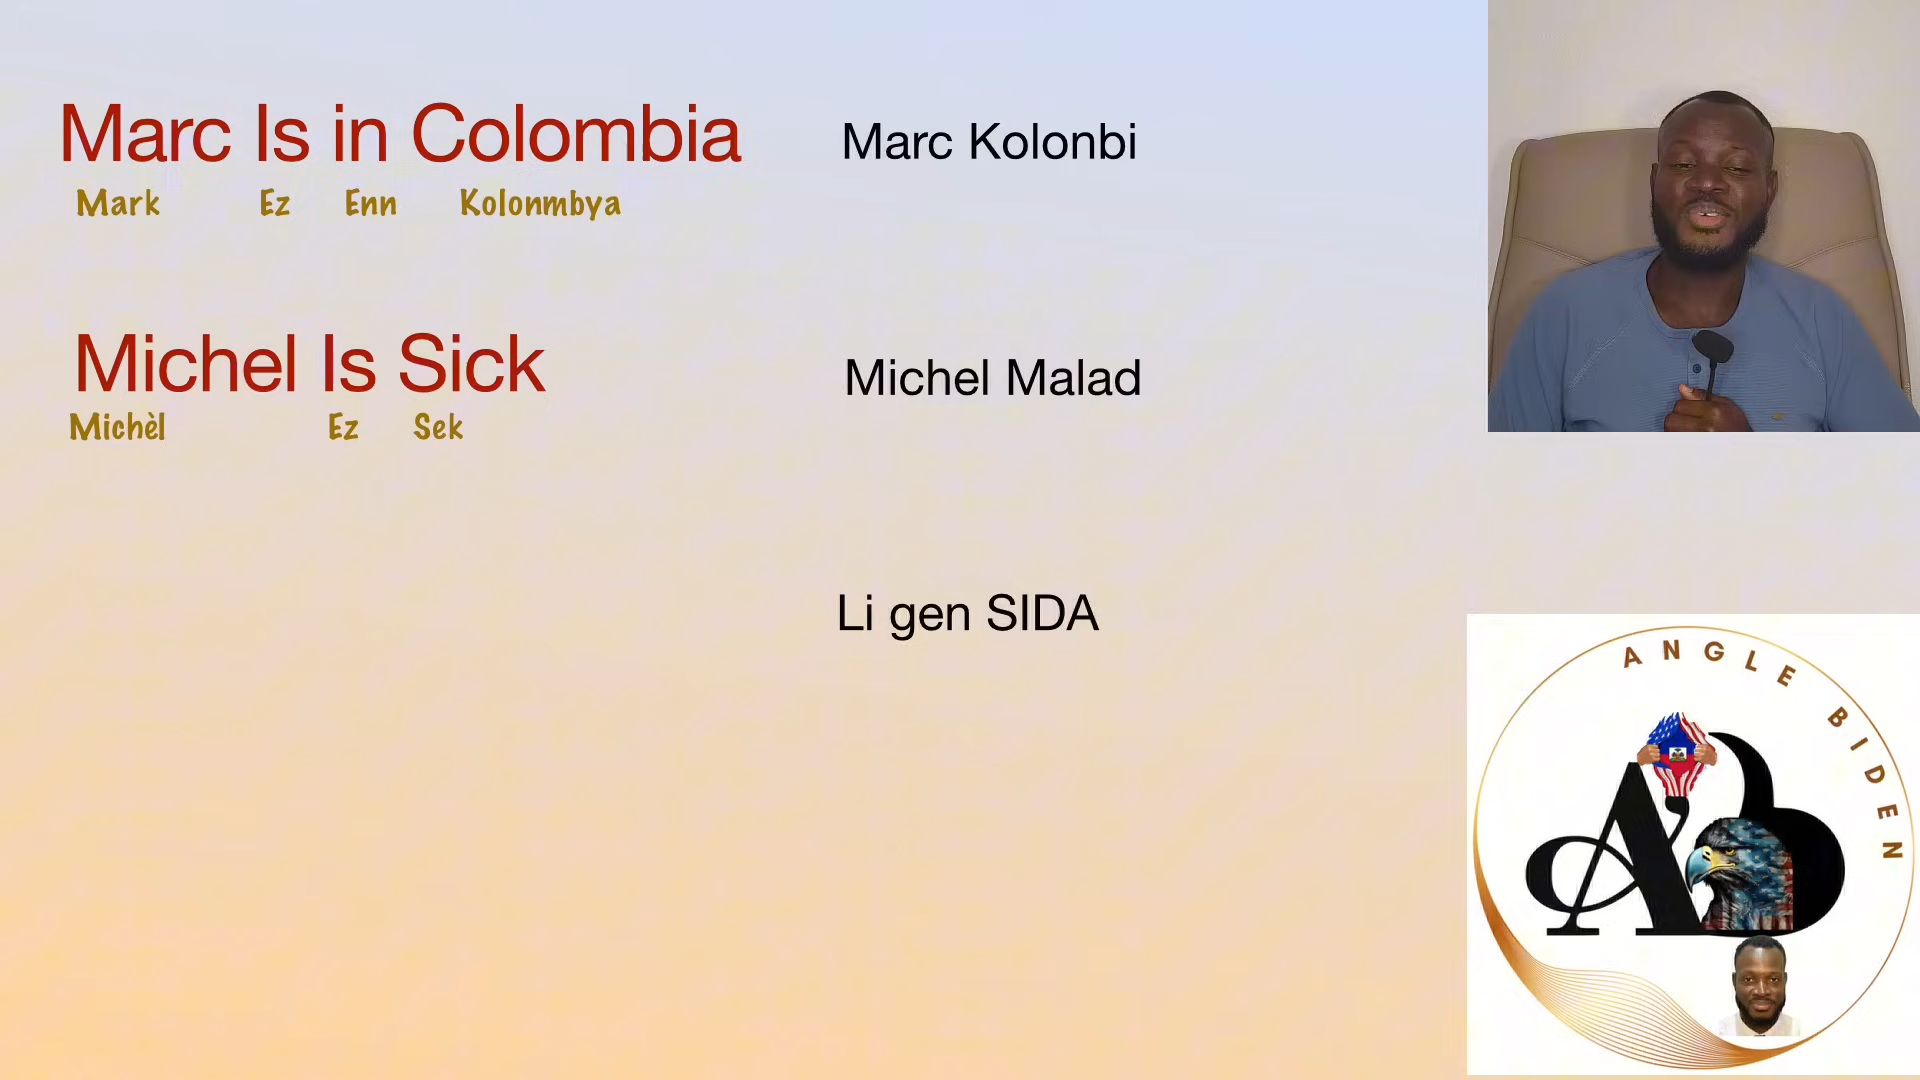 Marc Is in Colombia
Marc Kolonbi
Mark Ez Enn Kolonmbya
Michel Is Sick
Michel Malad
Michèl Ez Sek
Li gen SIDA
ANGLE BIDEN
Ab